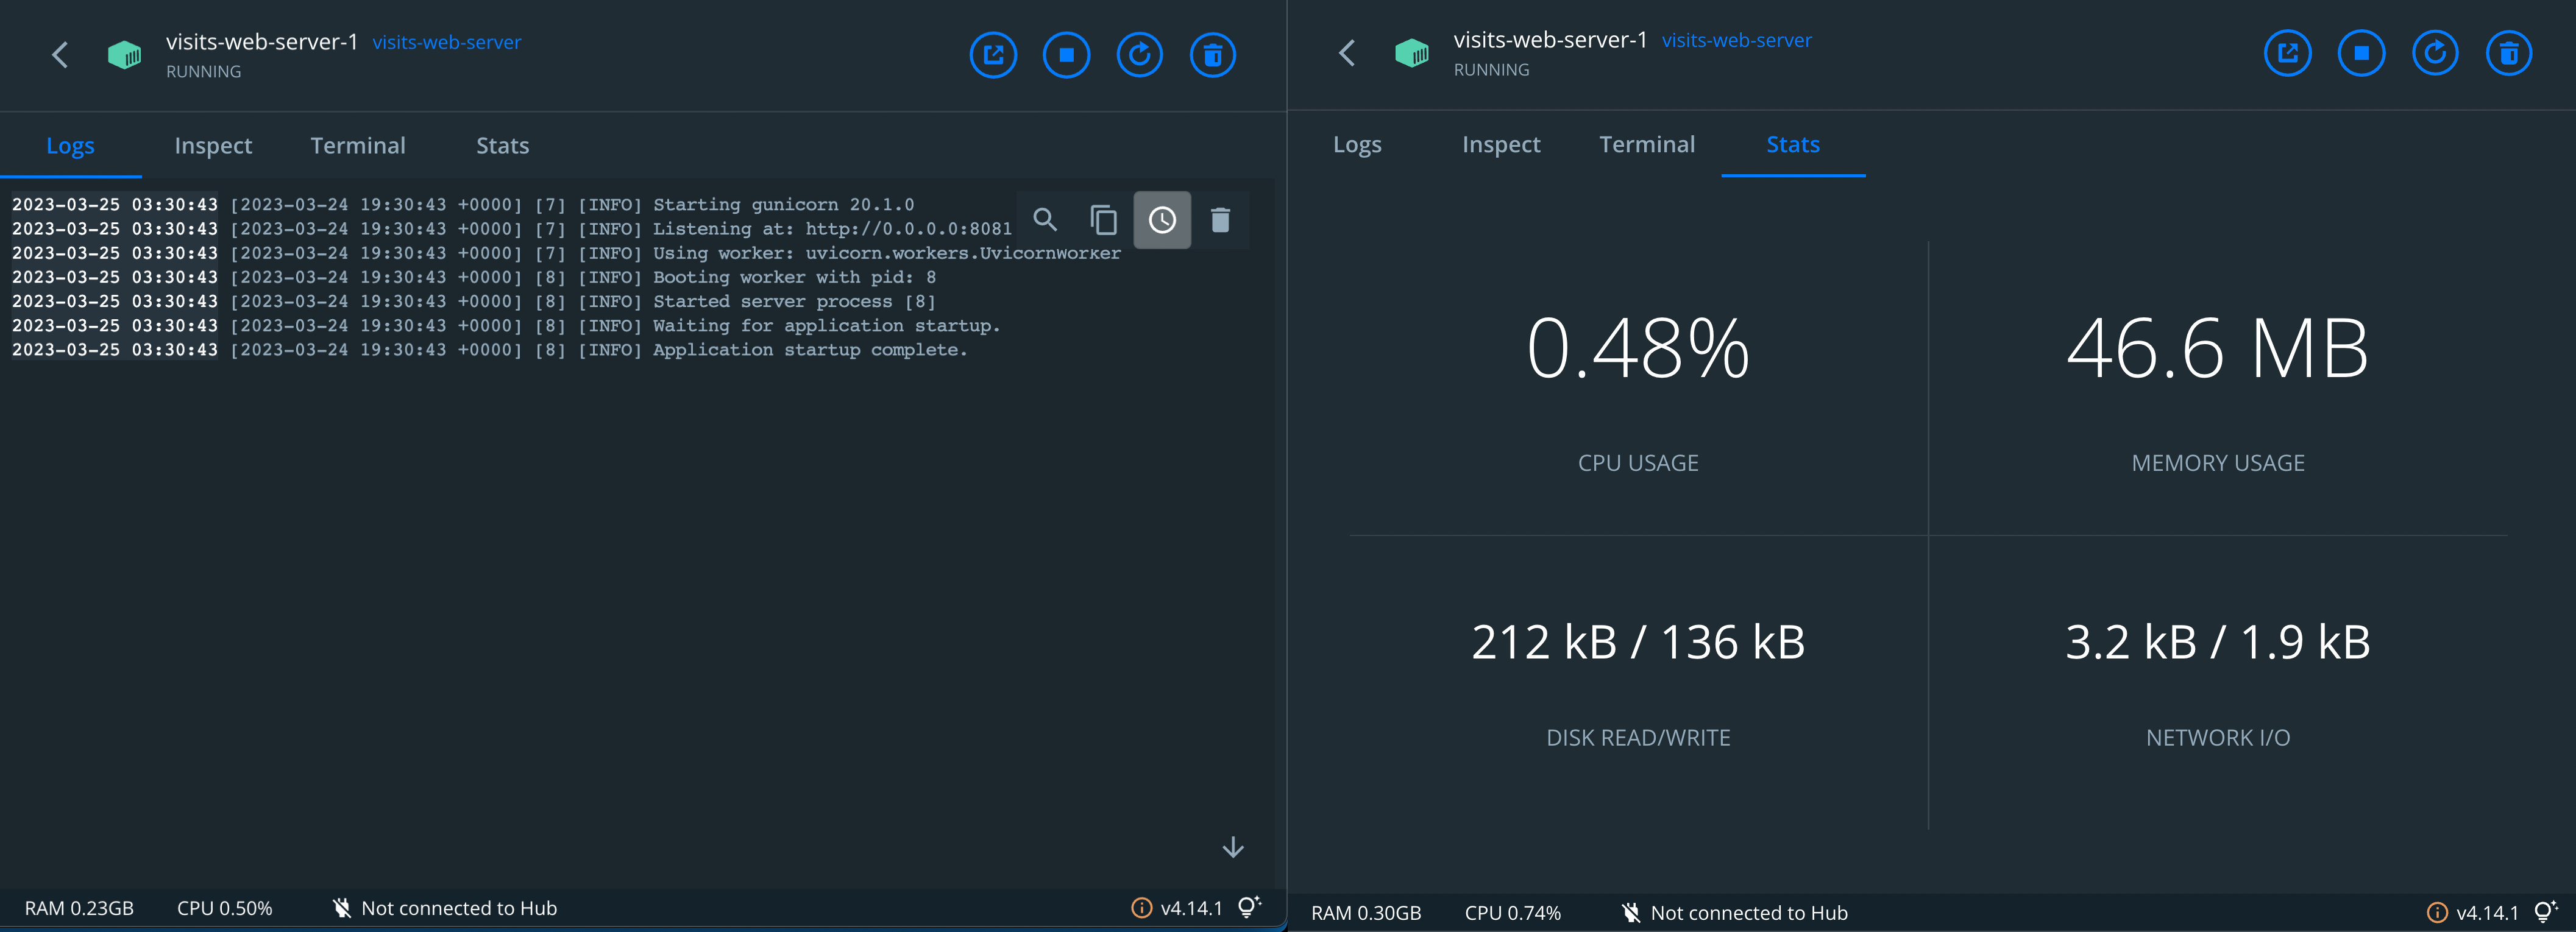 visits-web-server-1 visits-web-server
RUNNING
Logs Inspect Terminal Stats
2023-03-25 03:30:43 [2023-03-24 19:30:43 +0000] [7] [INFO] Starting gunicorn 20.1.0
2023-03-25 03:30:43 [2023-03-24 19:30:43 +0000] [7] [INFO] Listening at: http://0.0.0.0:8081
2023-03-25 03:30:43 [2023-03-24 19:30:43 +0000] [7] [INFO] Using worker: uvicorn.workers.UvicornWorker
2023-03-25 03:30:43 [2023-03-24 19:30:43 +0000] [8] [INFO] Booting worker with pid: 8
2023-03-25 03:30:43 [2023-03-24 19:30:43 +0000] [8] [INFO] Started server process [8]
2023-03-25 03:30:43 [2023-03-24 19:30:43 +0000] [8] [INFO] Waiting for application startup.
2023-03-25 03:30:43 [2023-03-24 19:30:43 +0000] [8] [INFO] Application startup complete.
RAM 0.23GB CPU 0.50% Not connected to Hub v4.14.1
visits-web-server-1 visits-web-server
RUNNING
Logs Inspect Terminal Stats
0.48%
CPU USAGE
46.6 MB
MEMORY USAGE
212 kB / 136 kB
DISK READ/WRITE
3.2 kB / 1.9 kB
NETWORK I/O
RAM 0.30GB CPU 0.74% Not connected to Hub v4.14.1